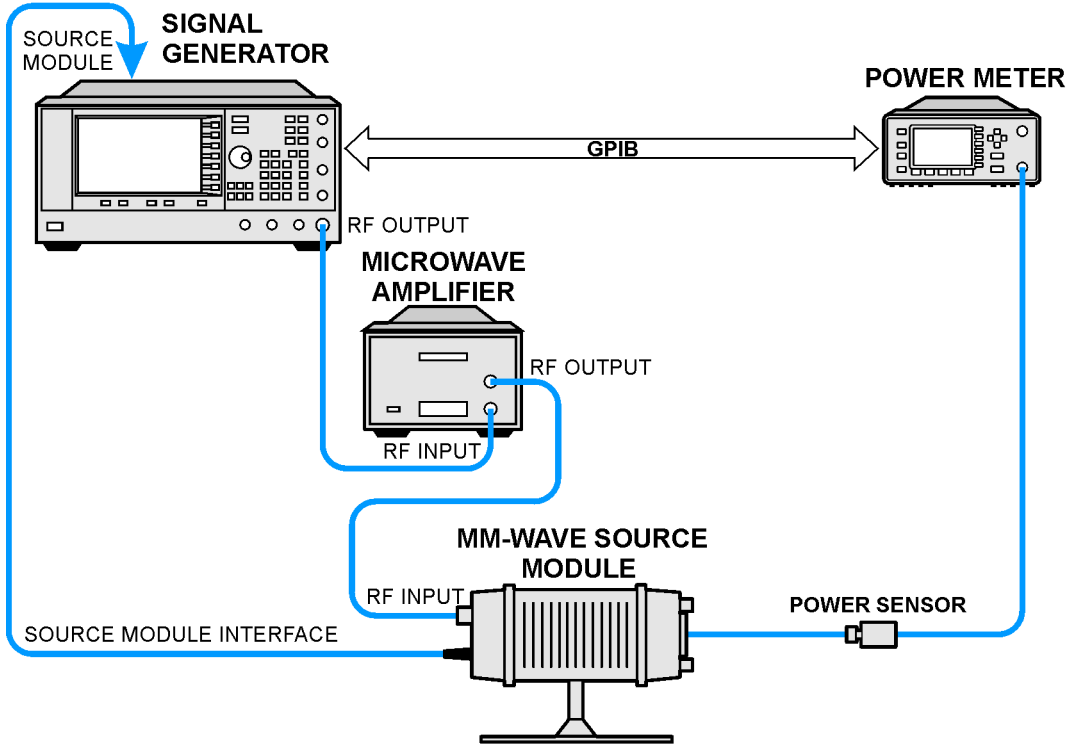 SIGNAL
GENERATOR
SOURCE
MODULE
POWER METER
GPIB
RF OUTPUT
MICROWAVE
AMPLIFIER
RF OUTPUT
RF INPUT
MM-WAVE SOURCE
MODULE
RF INPUT
POWER SENSOR
SOURCE MODULE INTERFACE